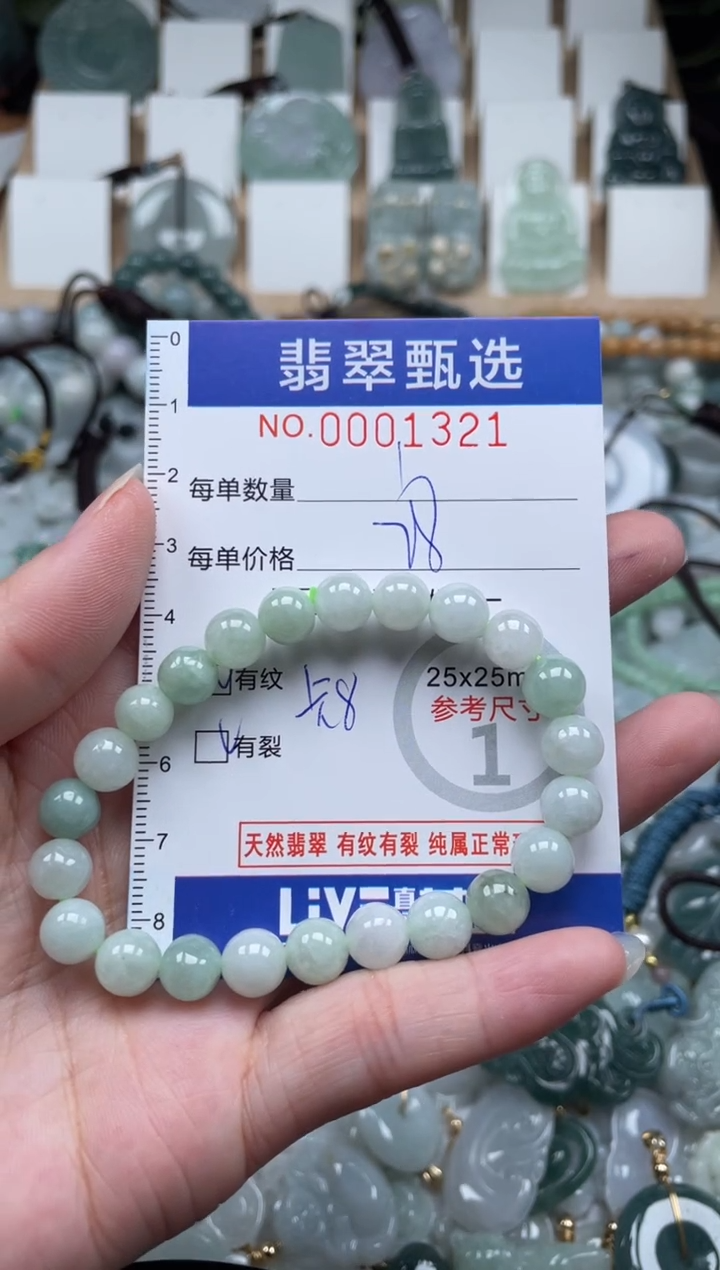 0
翡翠甄选
1
NO.0001321
2
每单数量 1
3
每单价格 78
4
有纹
25x25m
参考尺寸
有裂
1
6
天然翡翠 有纹有裂 纯属正常
7
8